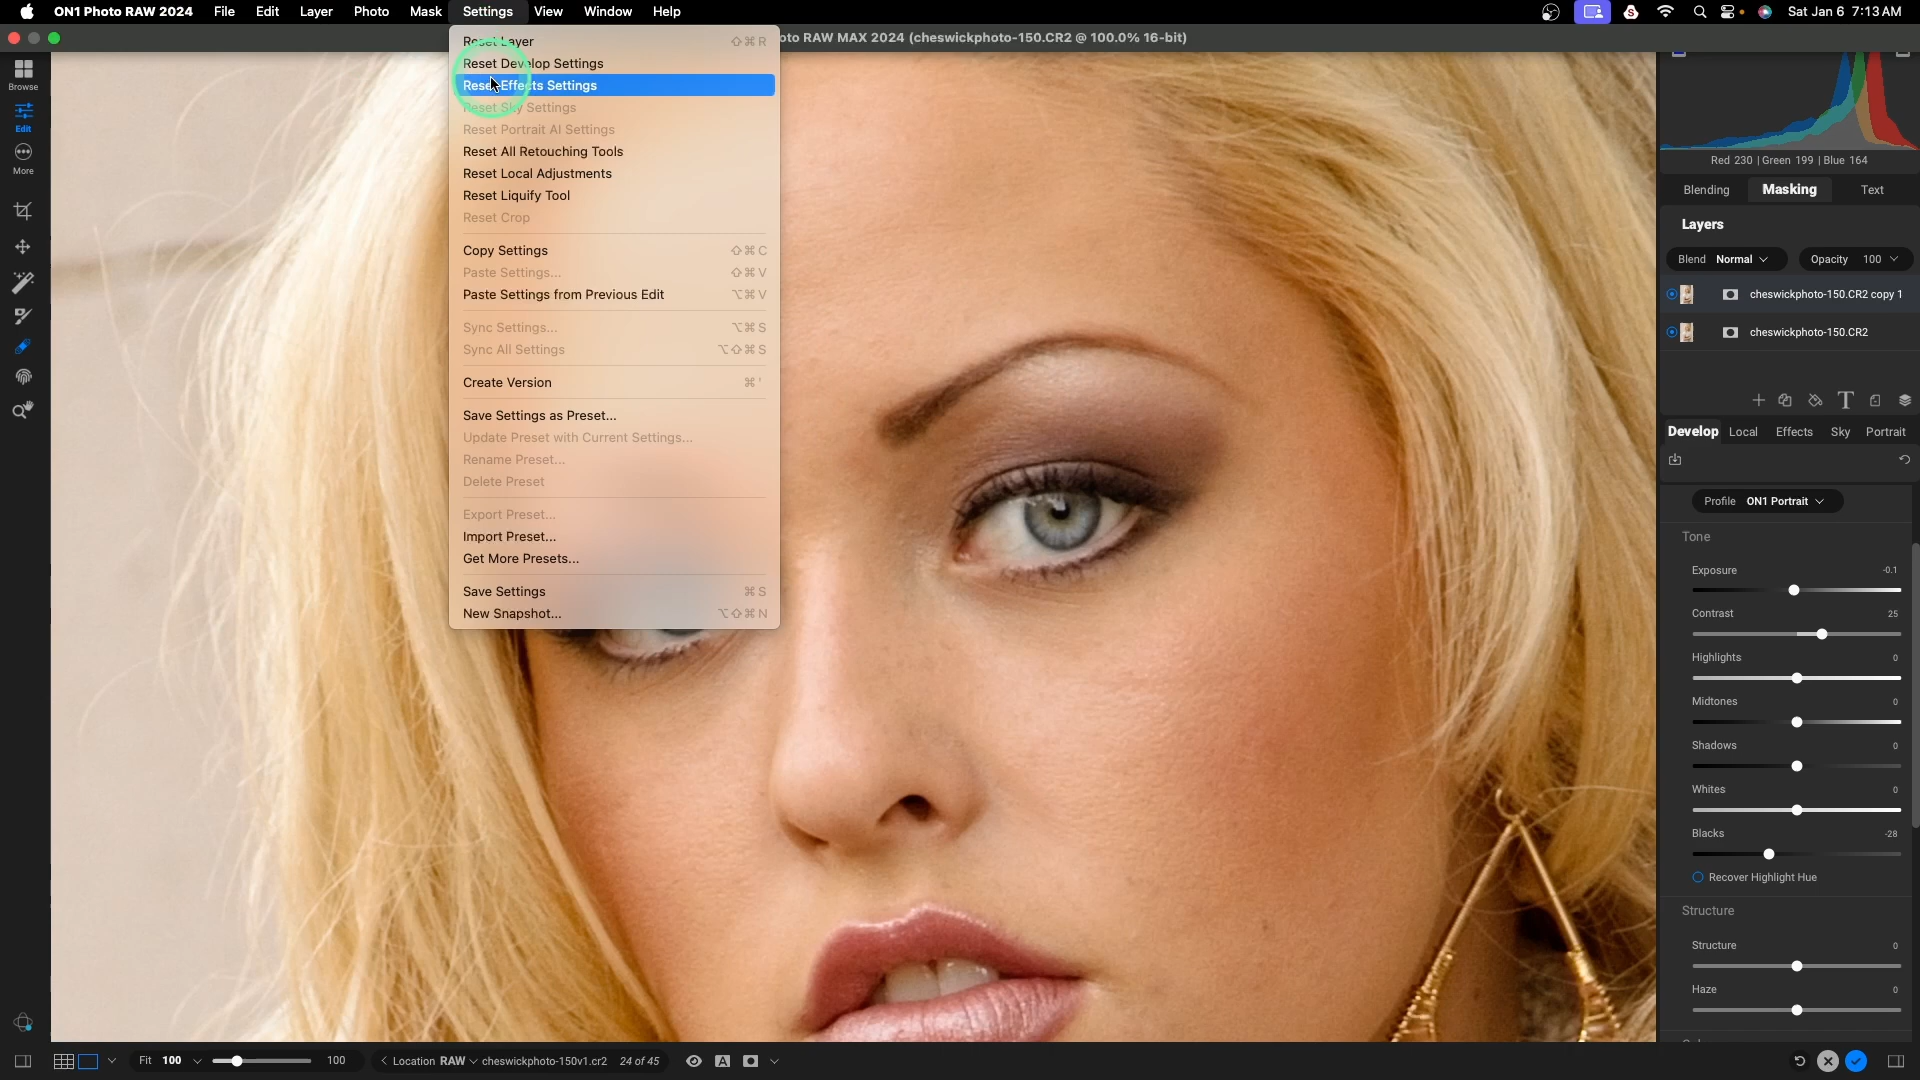 ON1 Photo RAW 2024 File Edit Layer Photo Mask Settings View Window Help Sat Jan 6 7:13 AM
oto RAW MAX 2024 (cheswickphoto-150.CR2 @ 100.0% 16-bit)
Reset Layer ⇧⌘R
Reset Develop Settings
Reset Effects Settings
Reset Sky Settings
Reset Portrait AI Settings
Reset All Retouching Tools
Reset Local Adjustments
Reset Liquify Tool
Reset Crop
Copy Settings ⇧⌘C
Paste Settings... ⇧⌘V
Paste Settings from Previous Edit ⌥⌘V
Sync Settings... ⌥⌘S
Sync All Settings ⌥⇧⌘S
Create Version ⌘'
Save Settings as Preset...
Update Preset with Current Settings...
Rename Preset...
Delete Preset
Export Preset...
Import Preset...
Get More Presets...
Save Settings ⌘S
New Snapshot... ⌥⇧⌘N
Browse
Edit
More
Red 230 | Green 199 | Blue 164
Blending Masking Text
Layers
Blend Normal Opacity 100
cheswickphoto-150.CR2 copy 1
cheswickphoto-150.CR2
Develop Local Effects Sky Portrait
Profile ON1 Portrait
Tone
Exposure -0.1
Contrast 25
Highlights 0
Midtones 0
Shadows 0
Whites 0
Blacks -28
Recover Highlight Hue
Structure
Structure 0
Haze 0
Fit 100 100 Location RAW cheswickphoto-150v1.cr2 24 of 45 A